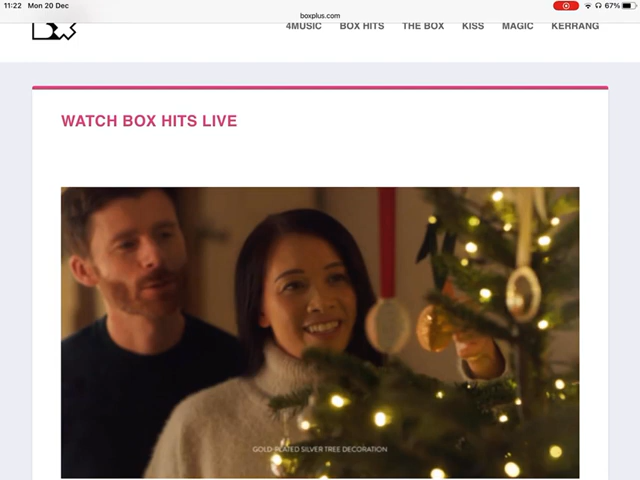 11:22 Mon 20 Dec
67%
boxplus.com
4MUSIC BOX HITS THE BOX KISS MAGIC KERRANG
WATCH BOX HITS LIVE
GOLD-PLATED SILVER TREE DECORATION